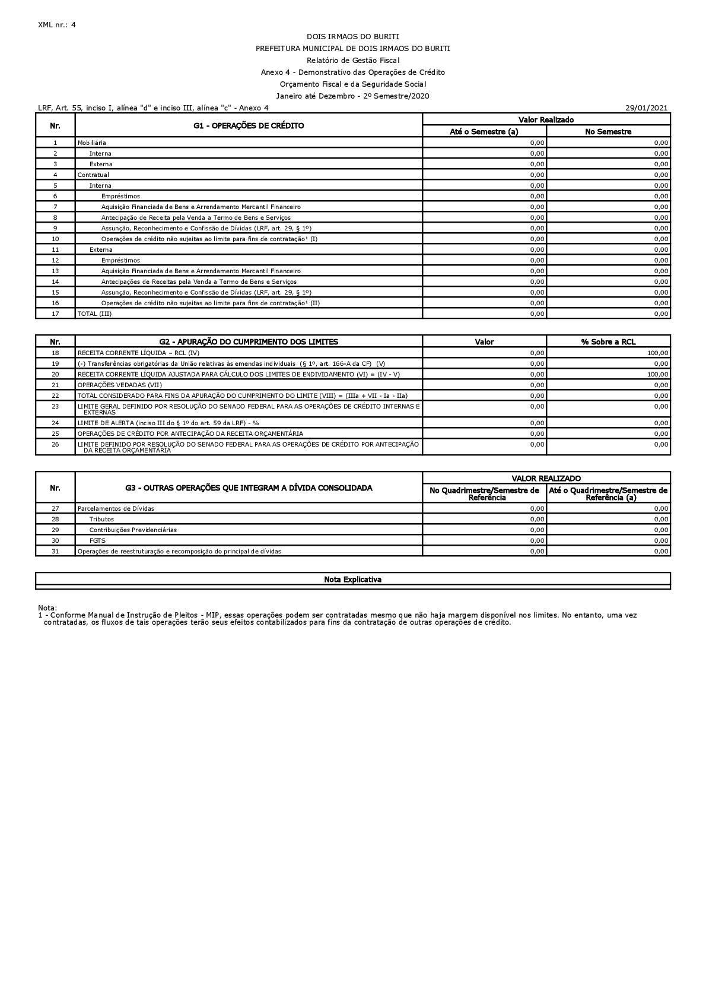 XML nr.: 4
DOIS IRMAOS DO BURITI
PREFEITURA MUNICIPAL DE DOIS IRMAOS DO BURITI
Relatório de Gestão Fiscal
Anexo 4 - Demonstrativo das Operações de Crédito
Orçamento Fiscal e da Seguridade Social
Janeiro até Dezembro - 2º Semestre/2020
LRF, Art. 55, inciso I, alínea "d" e inciso III, alínea "c" - Anexo 4 29/01/2021
Nr. G1 - OPERAÇÕES DE CRÉDITO Valor Realizado
Até o Semestre (a) No Semestre
1 Mobiliária 0,00 0,00
2 Interna 0,00 0,00
3 Externa 0,00 0,00
4 Contratual 0,00 0,00
5 Interna 0,00 0,00
6 Empréstimos 0,00 0,00
7 Aquisição Financiada de Bens e Arrendamento Mercantil Financeiro 0,00 0,00
8 Antecipação de Receita pela Venda a Termo de Bens e Serviços 0,00 0,00
9 Assunção, Reconhecimento e Confissão de Dívidas (LRF, art. 29, § 1º) 0,00 0,00
10 Operações de crédito não sujeitas ao limite para fins de contratação¹ (I) 0,00 0,00
11 Externa 0,00 0,00
12 Empréstimos 0,00 0,00
13 Aquisição Financiada de Bens e Arrendamento Mercantil Financeiro 0,00 0,00
14 Antecipações de Receitas pela Venda a Termo de Bens e Serviços 0,00 0,00
15 Assunção, Reconhecimento e Confissão de Dívidas (LRF, art. 29, § 1º) 0,00 0,00
16 Operações de crédito não sujeitas ao limite para fins de contratação¹ (II) 0,00 0,00
17 TOTAL (III) 0,00 0,00
Nr. G2 - APURAÇÃO DO CUMPRIMENTO DOS LIMITES Valor % Sobre a RCL
18 RECEITA CORRENTE LÍQUIDA – RCL (IV) 0,00 100,00
19 (-) Transferências obrigatórias da União relativas às emendas individuais (§ 1º, art. 166-A da CF) (V) 0,00 0,00
20 RECEITA CORRENTE LÍQUIDA AJUSTADA PARA CÁLCULO DOS LIMITES DE ENDIVIDAMENTO (VI) = (IV - V) 0,00 100,00
21 OPERAÇÕES VEDADAS (VII) 0,00 0,00
22 TOTAL CONSIDERADO PARA FINS DA APURAÇÃO DO CUMPRIMENTO DO LIMITE (VIII) = (IIIa + VII - Ia - IIa) 0,00 0,00
23 LIMITE GERAL DEFINIDO POR RESOLUÇÃO DO SENADO FEDERAL PARA AS OPERAÇÕES DE CRÉDITO INTERNAS E 0,00 0,00
EXTERNAS
24 LIMITE DE ALERTA (inciso III do § 1º do art. 59 da LRF) - % 0,00 0,00
25 OPERAÇÕES DE CRÉDITO POR ANTECIPAÇÃO DA RECEITA ORÇAMENTÁRIA 0,00 0,00
26 LIMITE DEFINIDO POR RESOLUÇÃO DO SENADO FEDERAL PARA AS OPERAÇÕES DE CRÉDITO POR ANTECIPAÇÃO 0,00 0,00
DA RECEITA ORÇAMENTÁRIA
Nr. G3 - OUTRAS OPERAÇÕES QUE INTEGRAM A DÍVIDA CONSOLIDADA VALOR REALIZADO
No Quadrimestre/Semestre de Até o Quadrimestre/Semestre de
Referência Referência (a)
27 Parcelamentos de Dívidas 0,00 0,00
28 Tributos 0,00 0,00
29 Contribuições Previdenciárias 0,00 0,00
30 FGTS 0,00 0,00
31 Operações de reestruturação e recomposição do principal de dívidas 0,00 0,00
Nota Explicativa
Nota:
1 - Conforme Manual de Instrução de Pleitos - MIP, essas operações podem ser contratadas mesmo que não haja margem disponível nos limites. No entanto, uma vez
contratadas, os fluxos de tais operações terão seus efeitos contabilizados para fins da contratação de outras operações de crédito.